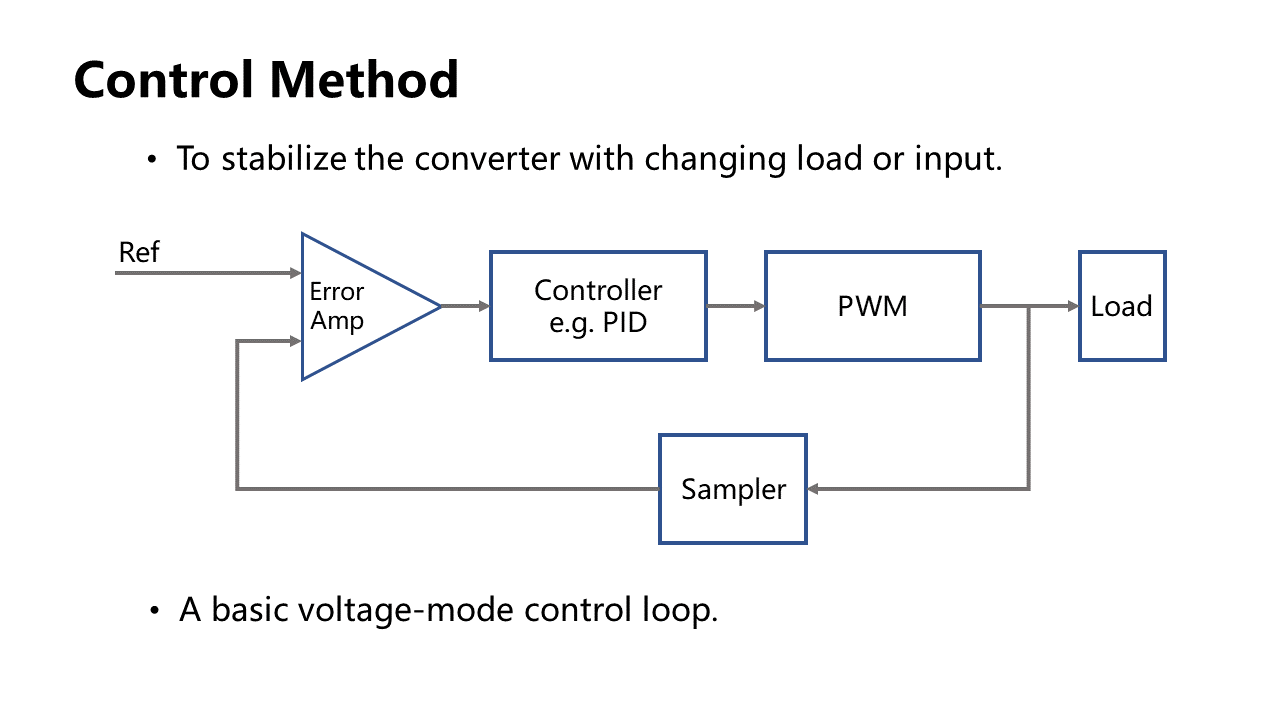 Control Method
• To stabilize the converter with changing load or input.
Ref
Error
Amp
Controller
e.g. PID
PWM
Load
Sampler
• A basic voltage-mode control loop.